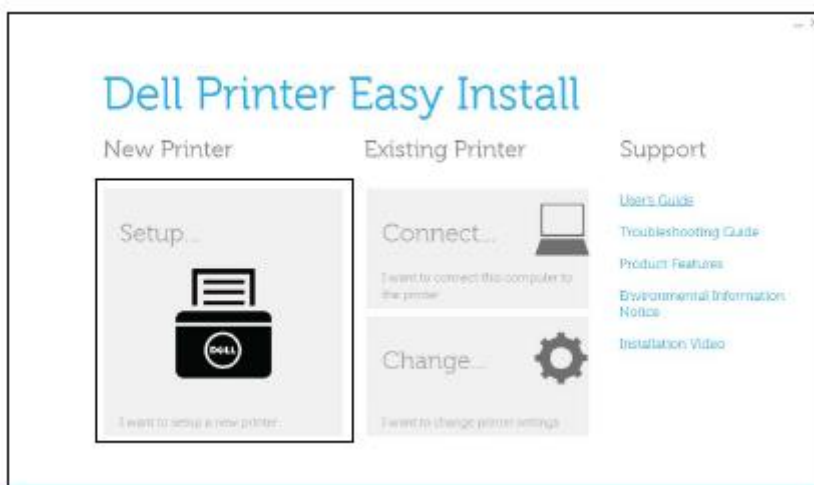 Dell Printer Easy Install
New Printer
Setup...
DELL
I want to setup a new printer
Existing Printer
Connect...
I want to connect this computer to
the printer
Change...
I want to change printer settings
Support
User's Guide
Troubleshooting Guide
Product Features
Environmental Information
Notice
Installation Video